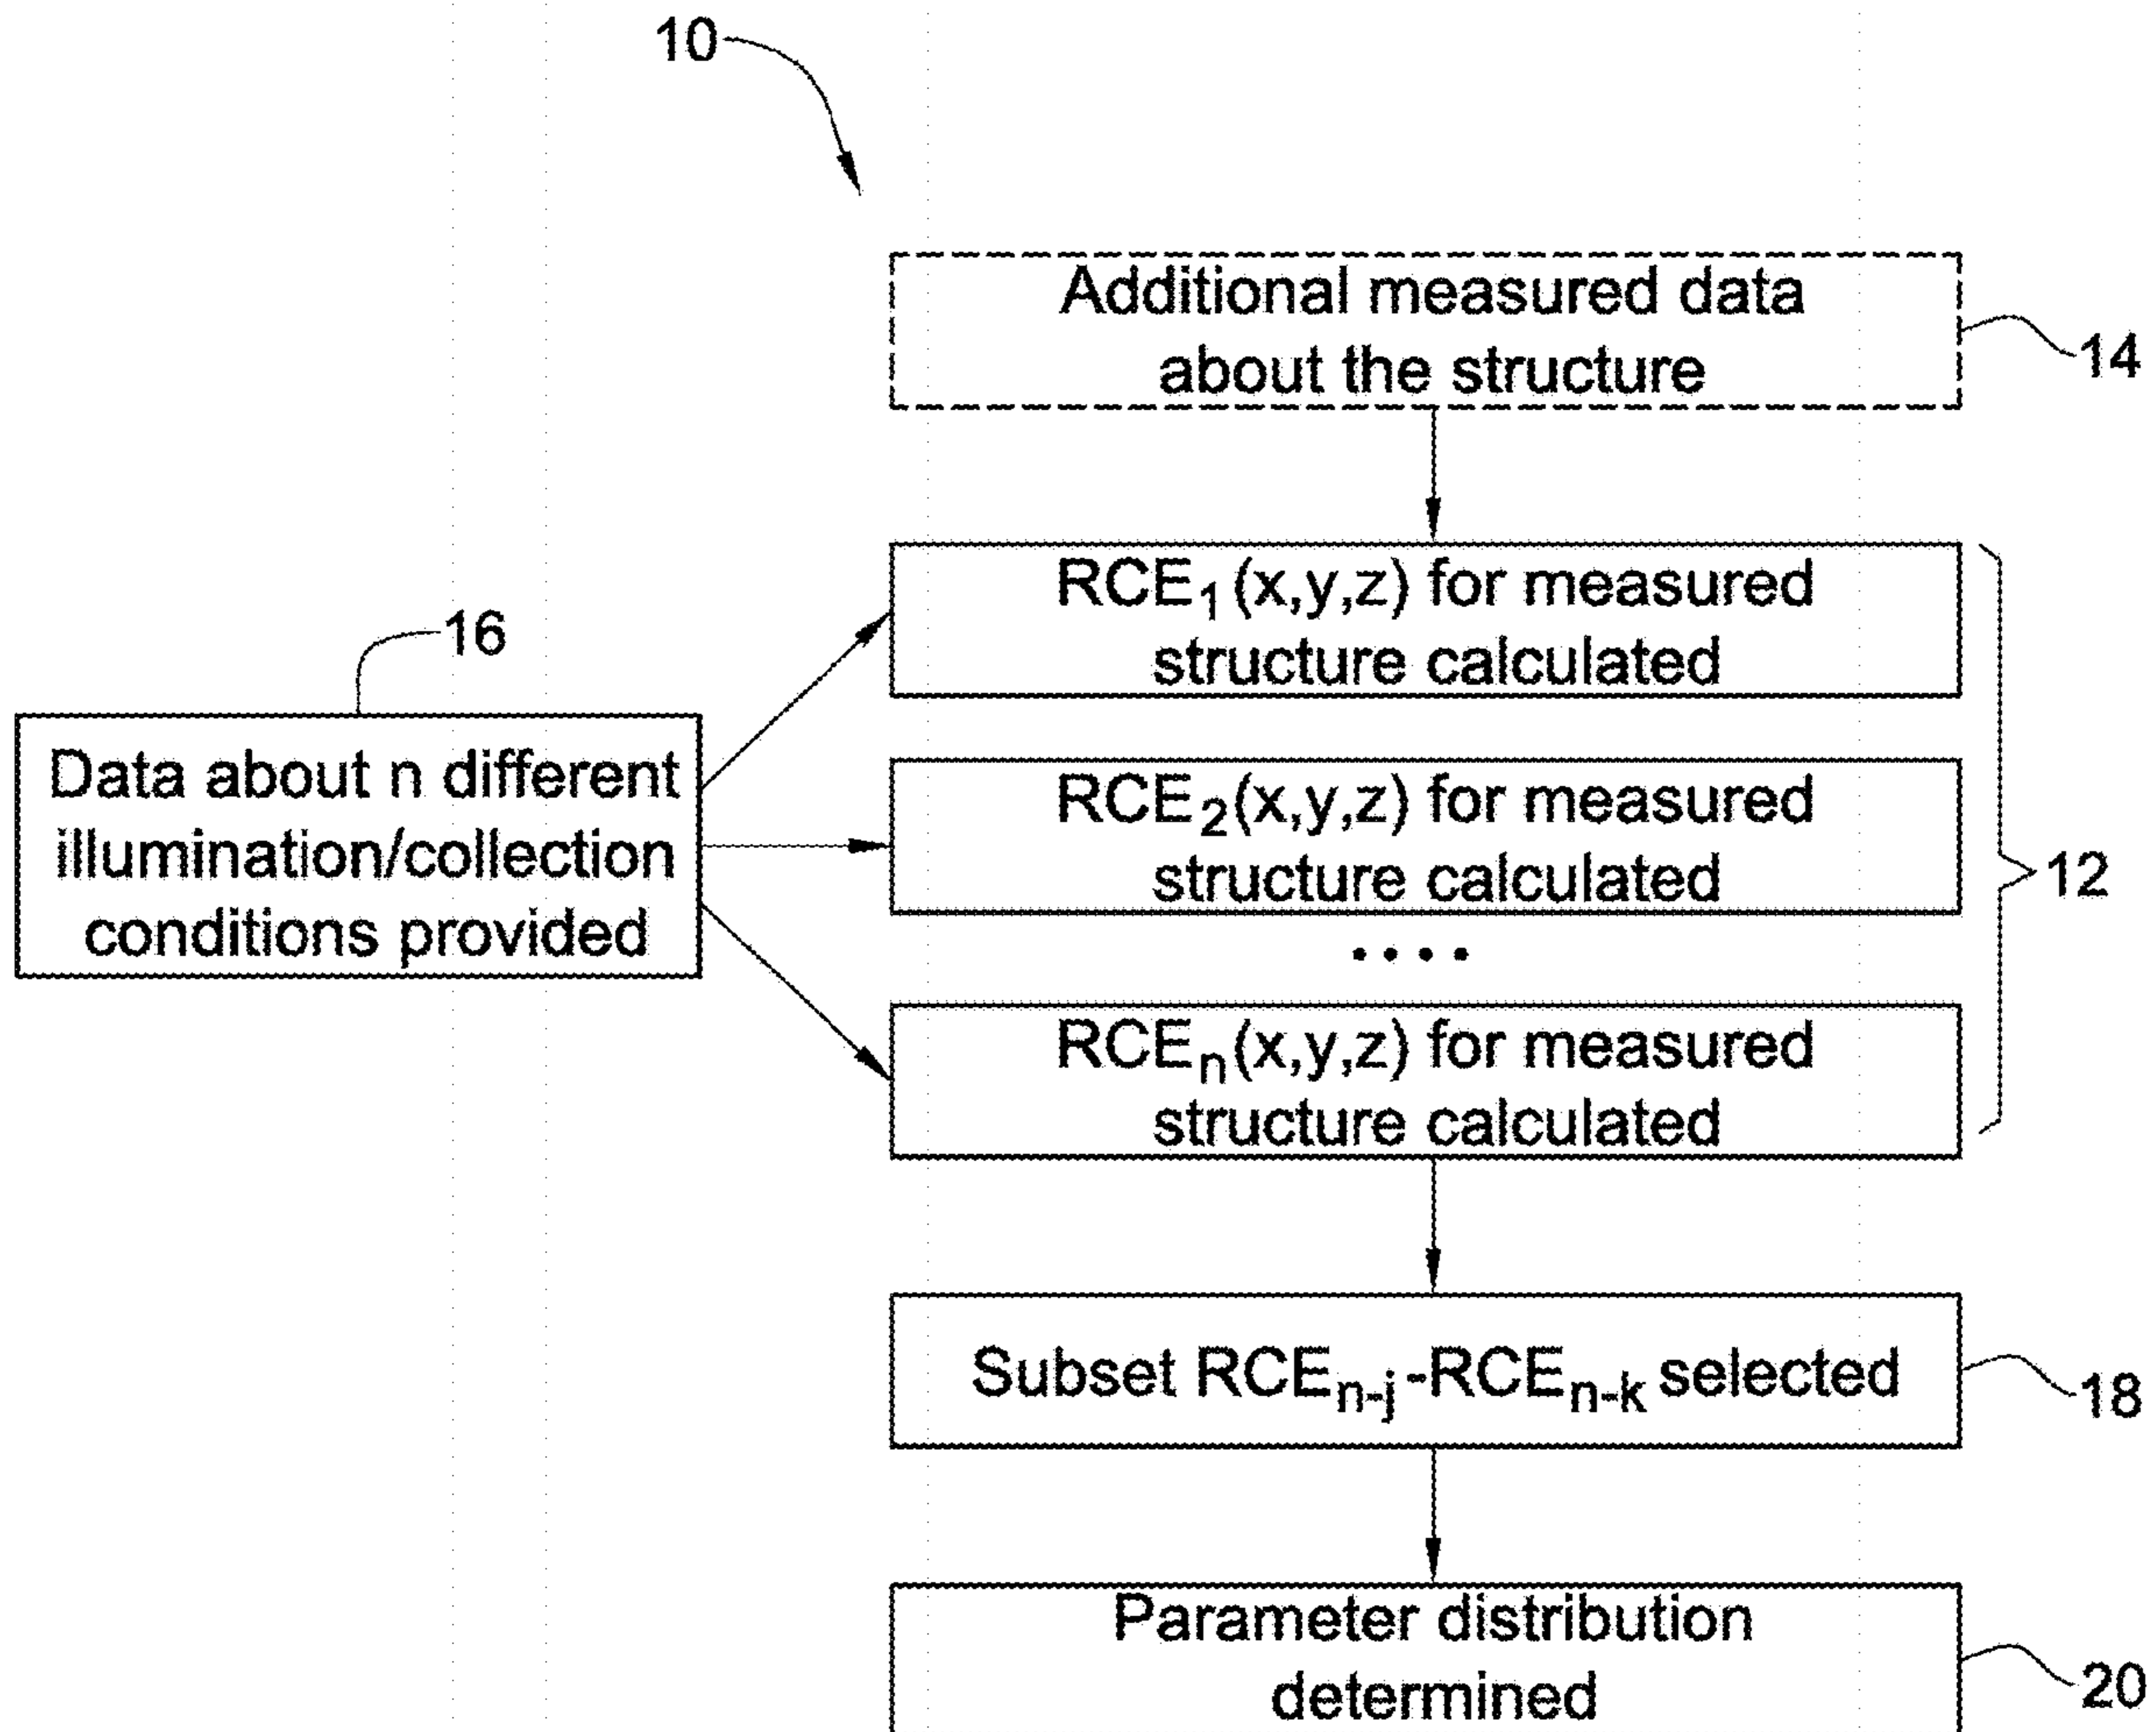 10
Additional measured data
about the structure
14
RCE₁(x,y,z) for measured
structure calculated
16
Data about n different
illumination/collection
conditions provided
RCE₂(x,y,z) for measured
structure calculated
12
....
RCEₙ(x,y,z) for measured
structure calculated
Subset RCEₙ₋ⱼ-RCEₙ₋ₖ selected
18
Parameter distribution
determined
20